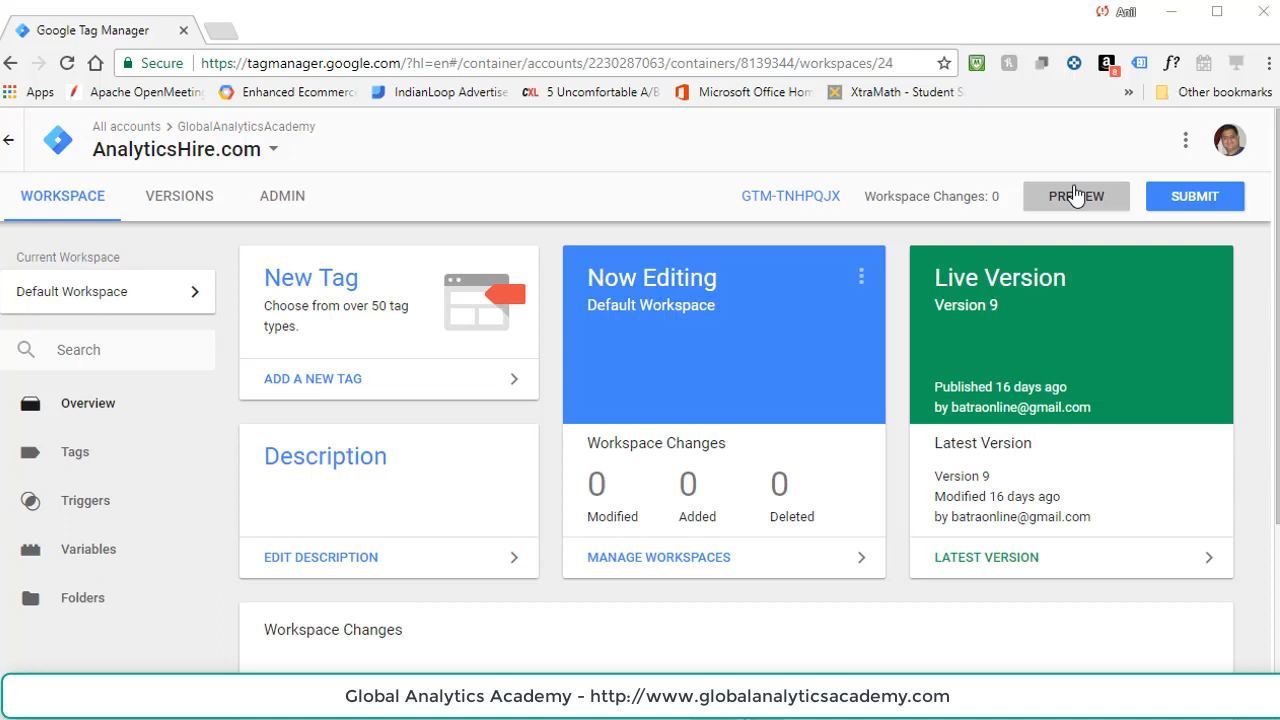 Anil
Google Tag Manager
Secure
https://tagmanager.google.com/?hl=en#/container/accounts/2230287063/containers/8139344/workspaces/24
8
f?
Apps
Apache OpenMeeting
Enhanced Ecommerc
IndianLoop Advertise
CXL 5 Uncomfortable A/B
Microsoft Office Hom
XtraMath - Student S
»
Other bookmarks
All accounts > GlobalAnalyticsAcademy
AnalyticsHire.com
WORKSPACE
VERSIONS
ADMIN
GTM-TNHPQJX
Workspace Changes: 0
PREVIEW
SUBMIT
Current Workspace
Default Workspace
Search
Overview
Tags
Triggers
Variables
Folders
New Tag
Choose from over 50 tag
types.
ADD A NEW TAG
Description
EDIT DESCRIPTION
Now Editing
Default Workspace
Workspace Changes
0 0 0
Modified Added Deleted
MANAGE WORKSPACES
Live Version
Version 9
Published 16 days ago
by batraonline@gmail.com
Latest Version
Version 9
Modified 16 days ago
by batraonline@gmail.com
LATEST VERSION
Workspace Changes
Global Analytics Academy - http://www.globalanalyticsacademy.com